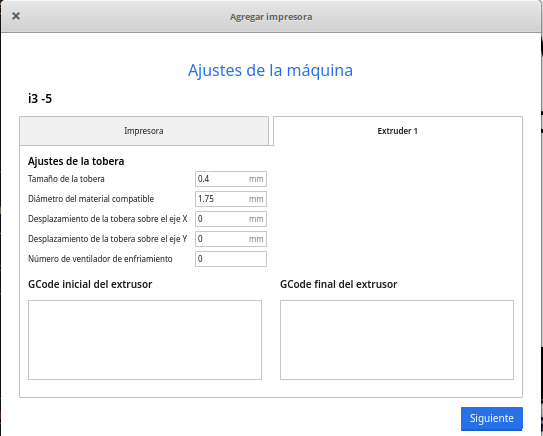 Agregar impresora
Ajustes de la máquina
i3 -5
Impresora
Extruder 1
Ajustes de la tobera
Tamaño de la tobera 0.4 mm
Diámetro del material compatible 1.75 mm
Desplazamiento de la tobera sobre el eje X 0 mm
Desplazamiento de la tobera sobre el eje Y 0 mm
Número de ventilador de enfriamiento 0
GCode inicial del extrusor
GCode final del extrusor
Siguiente